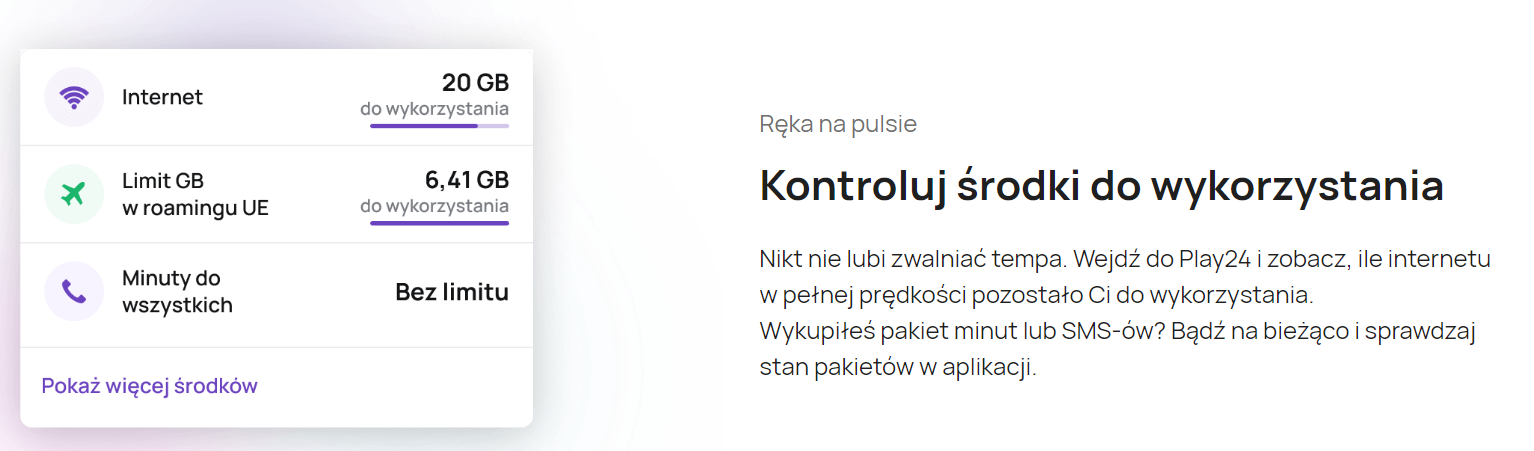 Internet
20 GB
do wykorzystania
Limit GB
w roamingu UE
6,41 GB
do wykorzystania
Minuty do
wszystkich
Bez limitu
Pokaż więcej środków
Ręka na pulsie
Kontroluj środki do wykorzystania
Nikt nie lubi zwalniać tempa. Wejdź do Play24 i zobacz, ile internetu
w pełnej prędkości pozostało Ci do wykorzystania.
Wykupiłeś pakiet minut lub SMS-ów? Bądź na bieżąco i sprawdzaj
stan pakietów w aplikacji.